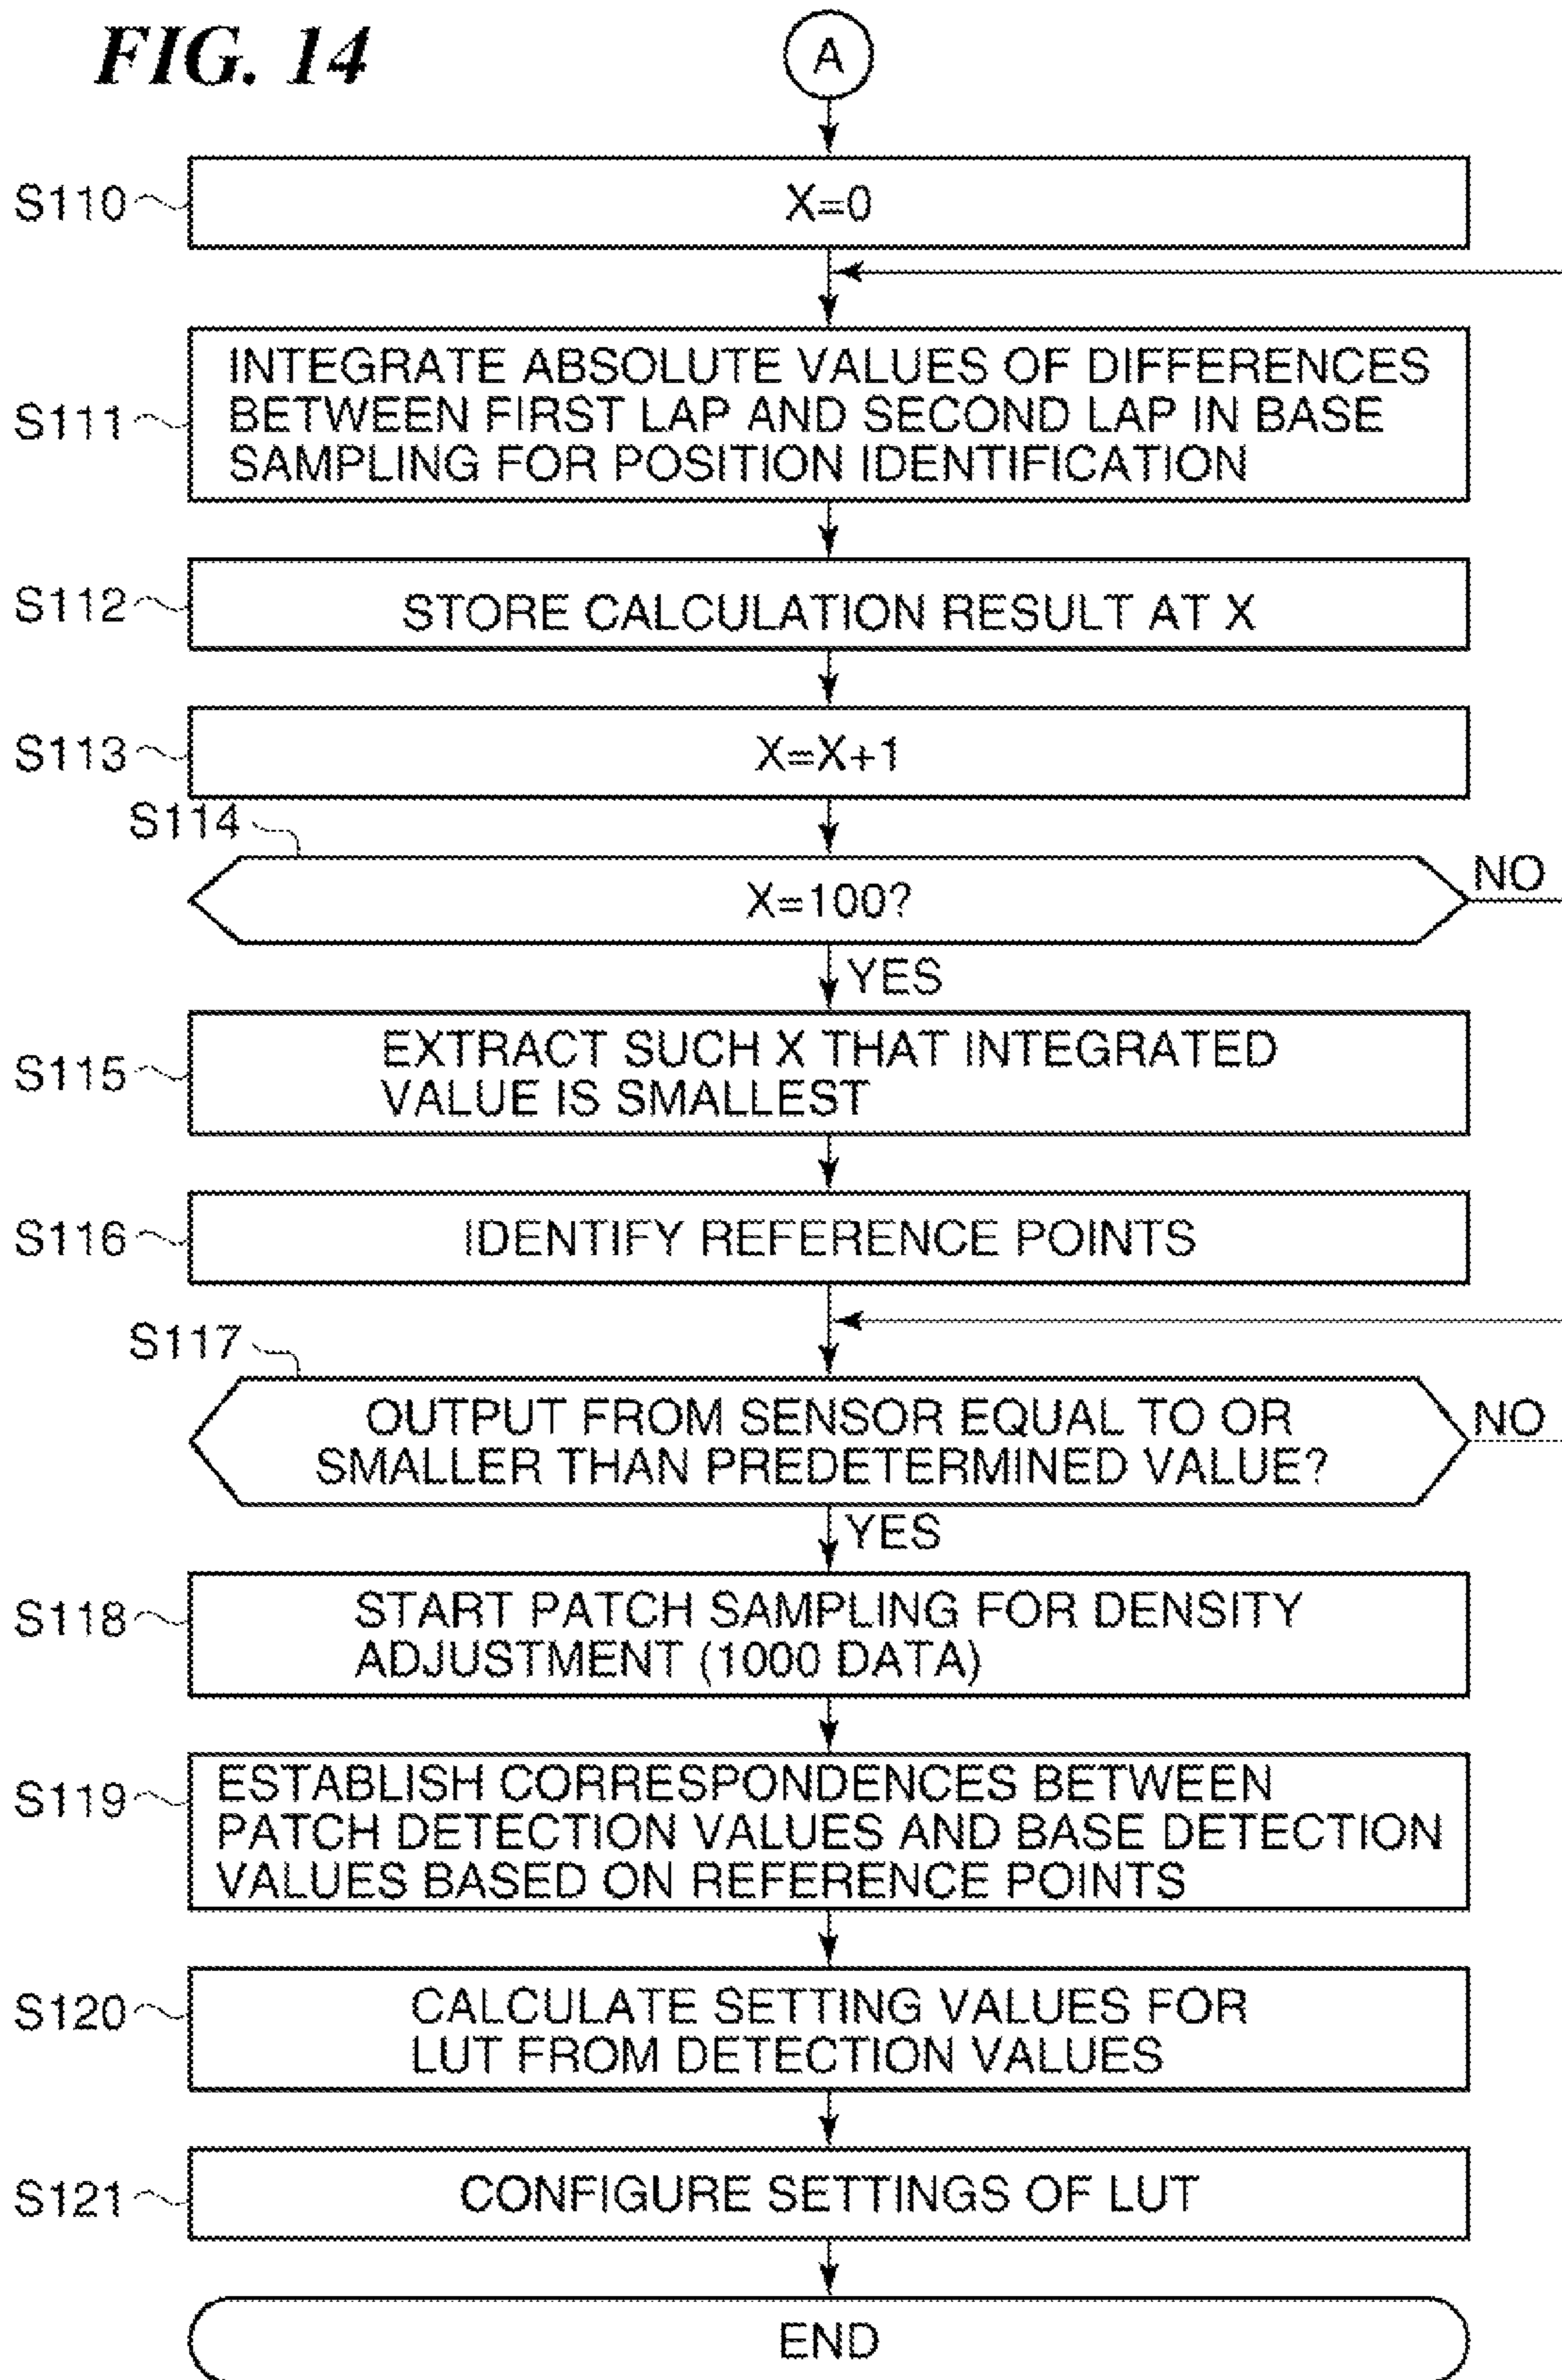 FIG. 14
A
S110
X=0
S111
INTEGRATE ABSOLUTE VALUES OF DIFFERENCES
BETWEEN FIRST LAP AND SECOND LAP IN BASE
SAMPLING FOR POSITION IDENTIFICATION
S112
STORE CALCULATION RESULT AT X
S113
X=X+1
S114
X=100?
NO
YES
S115
EXTRACT SUCH X THAT INTEGRATED
VALUE IS SMALLEST
S116
IDENTIFY REFERENCE POINTS
S117
OUTPUT FROM SENSOR EQUAL TO OR
SMALLER THAN PREDETERMINED VALUE?
NO
YES
S118
START PATCH SAMPLING FOR DENSITY
ADJUSTMENT (1000 DATA)
S119
ESTABLISH CORRESPONDENCES BETWEEN
PATCH DETECTION VALUES AND BASE DETECTION
VALUES BASED ON REFERENCE POINTS
S120
CALCULATE SETTING VALUES FOR
LUT FROM DETECTION VALUES
S121
CONFIGURE SETTINGS OF LUT
END